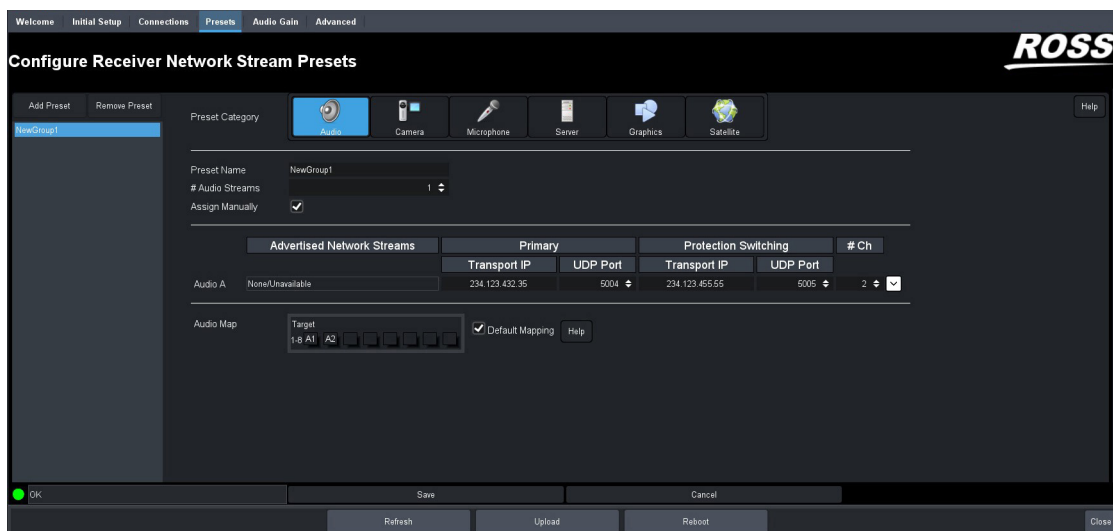 Welcome Initial Setup Connections Presets Audio Gain Advanced
Configure Receiver Network Stream Presets
ROSS
Add Preset Remove Preset
NewGroup1
Preset Category
Audio Camera Microphone Server Graphics Satellite
Help
Preset Name NewGroup1
# Audio Streams 1
Assign Manually
Advertised Network Streams Primary Protection Switching # Ch
Transport IP UDP Port Transport IP UDP Port
Audio A None/Unavailable 234.123.432.35 5004 234.123.455.55 5005 2
Audio Map
Target
1-8 A1 A2
Default Mapping Help
OK Save Cancel
Refresh Upload Reboot Close